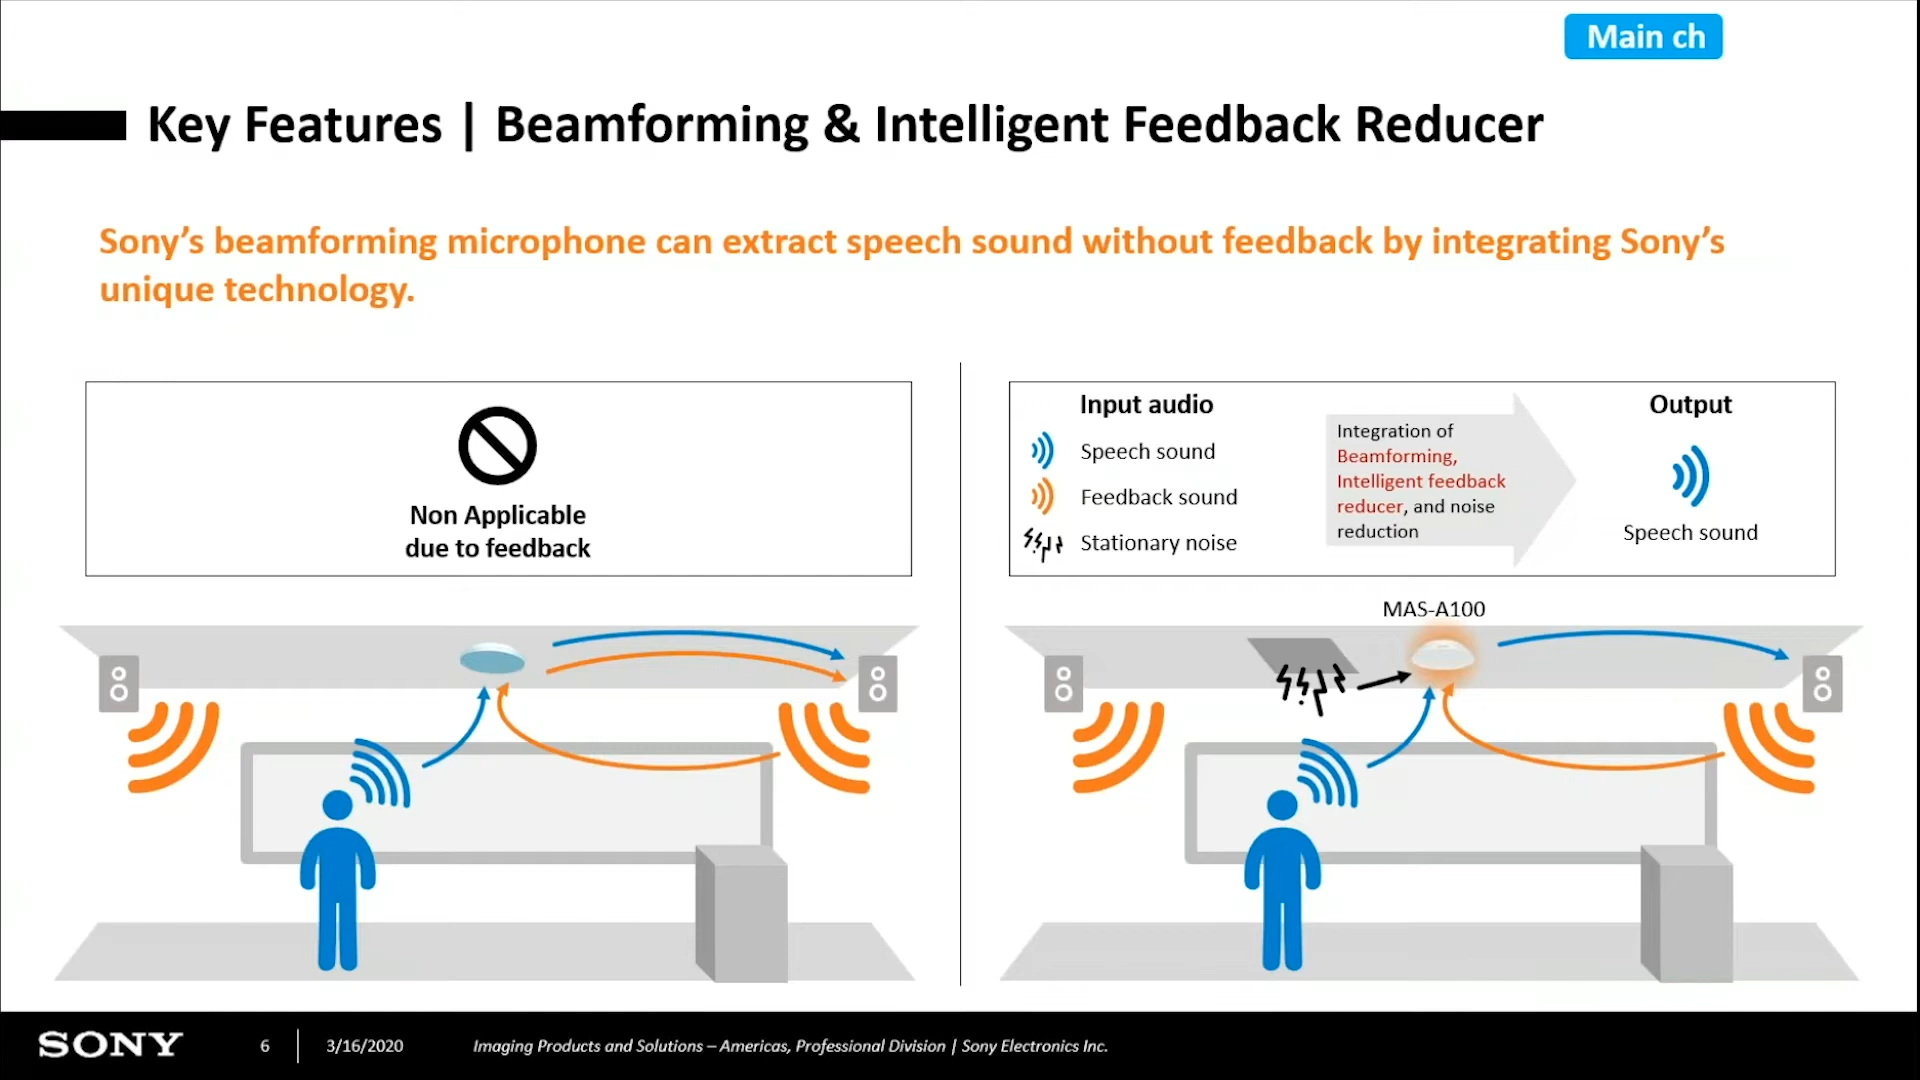 Main ch
Key Features | Beamforming & Intelligent Feedback Reducer
Sony’s beamforming microphone can extract speech sound without feedback by integrating Sony’s
unique technology.
Non Applicable
due to feedback
Input audio
Speech sound
Feedback sound
Stationary noise
Integration of
Beamforming,
Intelligent feedback
reducer, and noise
reduction
Output
Speech sound
MAS-A100
SONY
6
3/16/2020
Imaging Products and Solutions – Americas, Professional Division | Sony Electronics Inc.